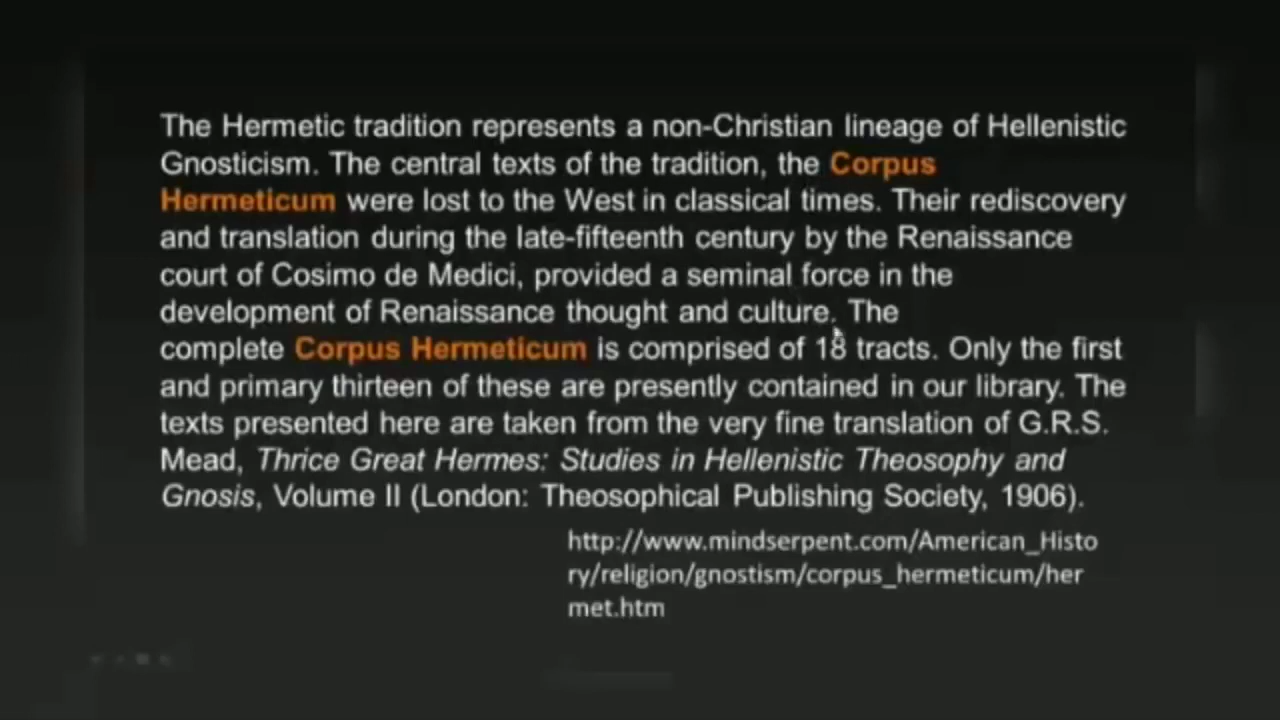 The Hermetic tradition represents a non-Christian lineage of Hellenistic
Gnosticism. The central texts of the tradition, the Corpus
Hermeticum were lost to the West in classical times. Their rediscovery
and translation during the late-fifteenth century by the Renaissance
court of Cosimo de Medici, provided a seminal force in the
development of Renaissance thought and culture. The
complete Corpus Hermeticum is comprised of 18 tracts. Only the first
and primary thirteen of these are presently contained in our library. The
texts presented here are taken from the very fine translation of G.R.S.
Mead, Thrice Great Hermes: Studies in Hellenistic Theosophy and
Gnosis, Volume II (London: Theosophical Publishing Society, 1906).
http://www.mindserpent.com/American_Histo
ry/religion/gnostism/corpus_hermeticum/her
met.htm